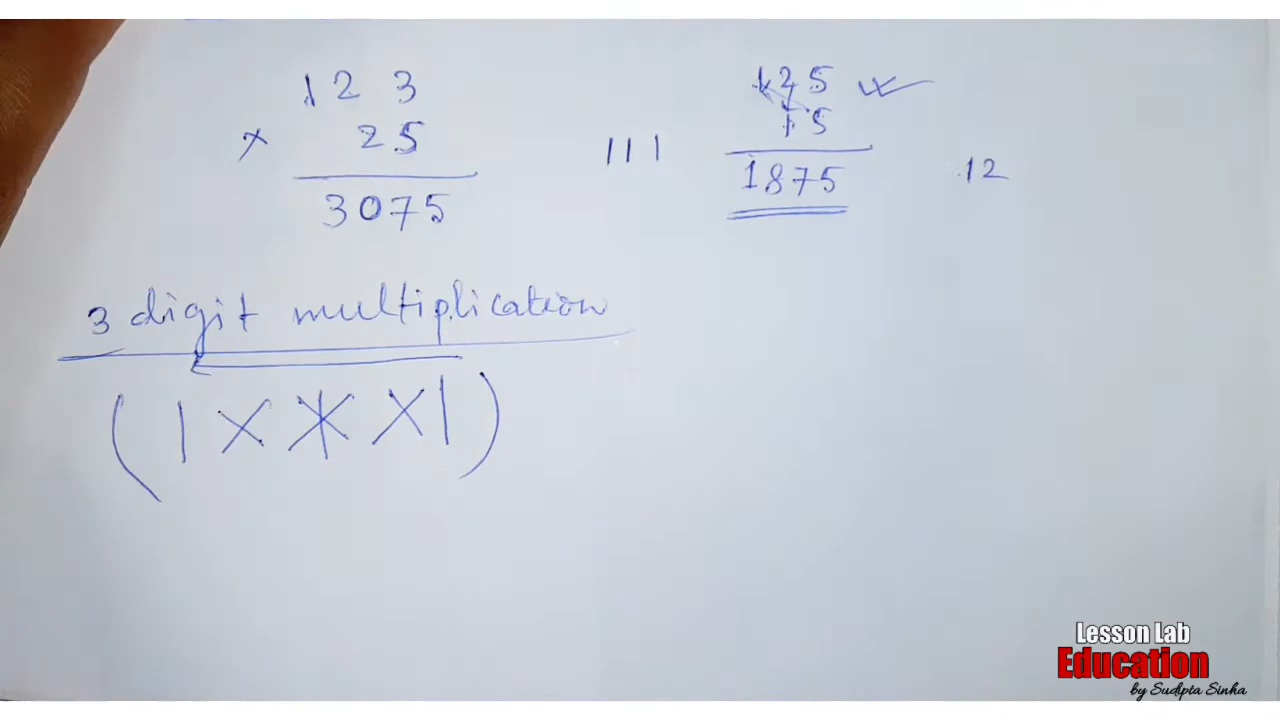 1 2 3
× 25
3075
111
125
15
1875
12
3 digit multiplication
( | X Ж X | )
Lesson Lab
Education
by Sudipta Sinha